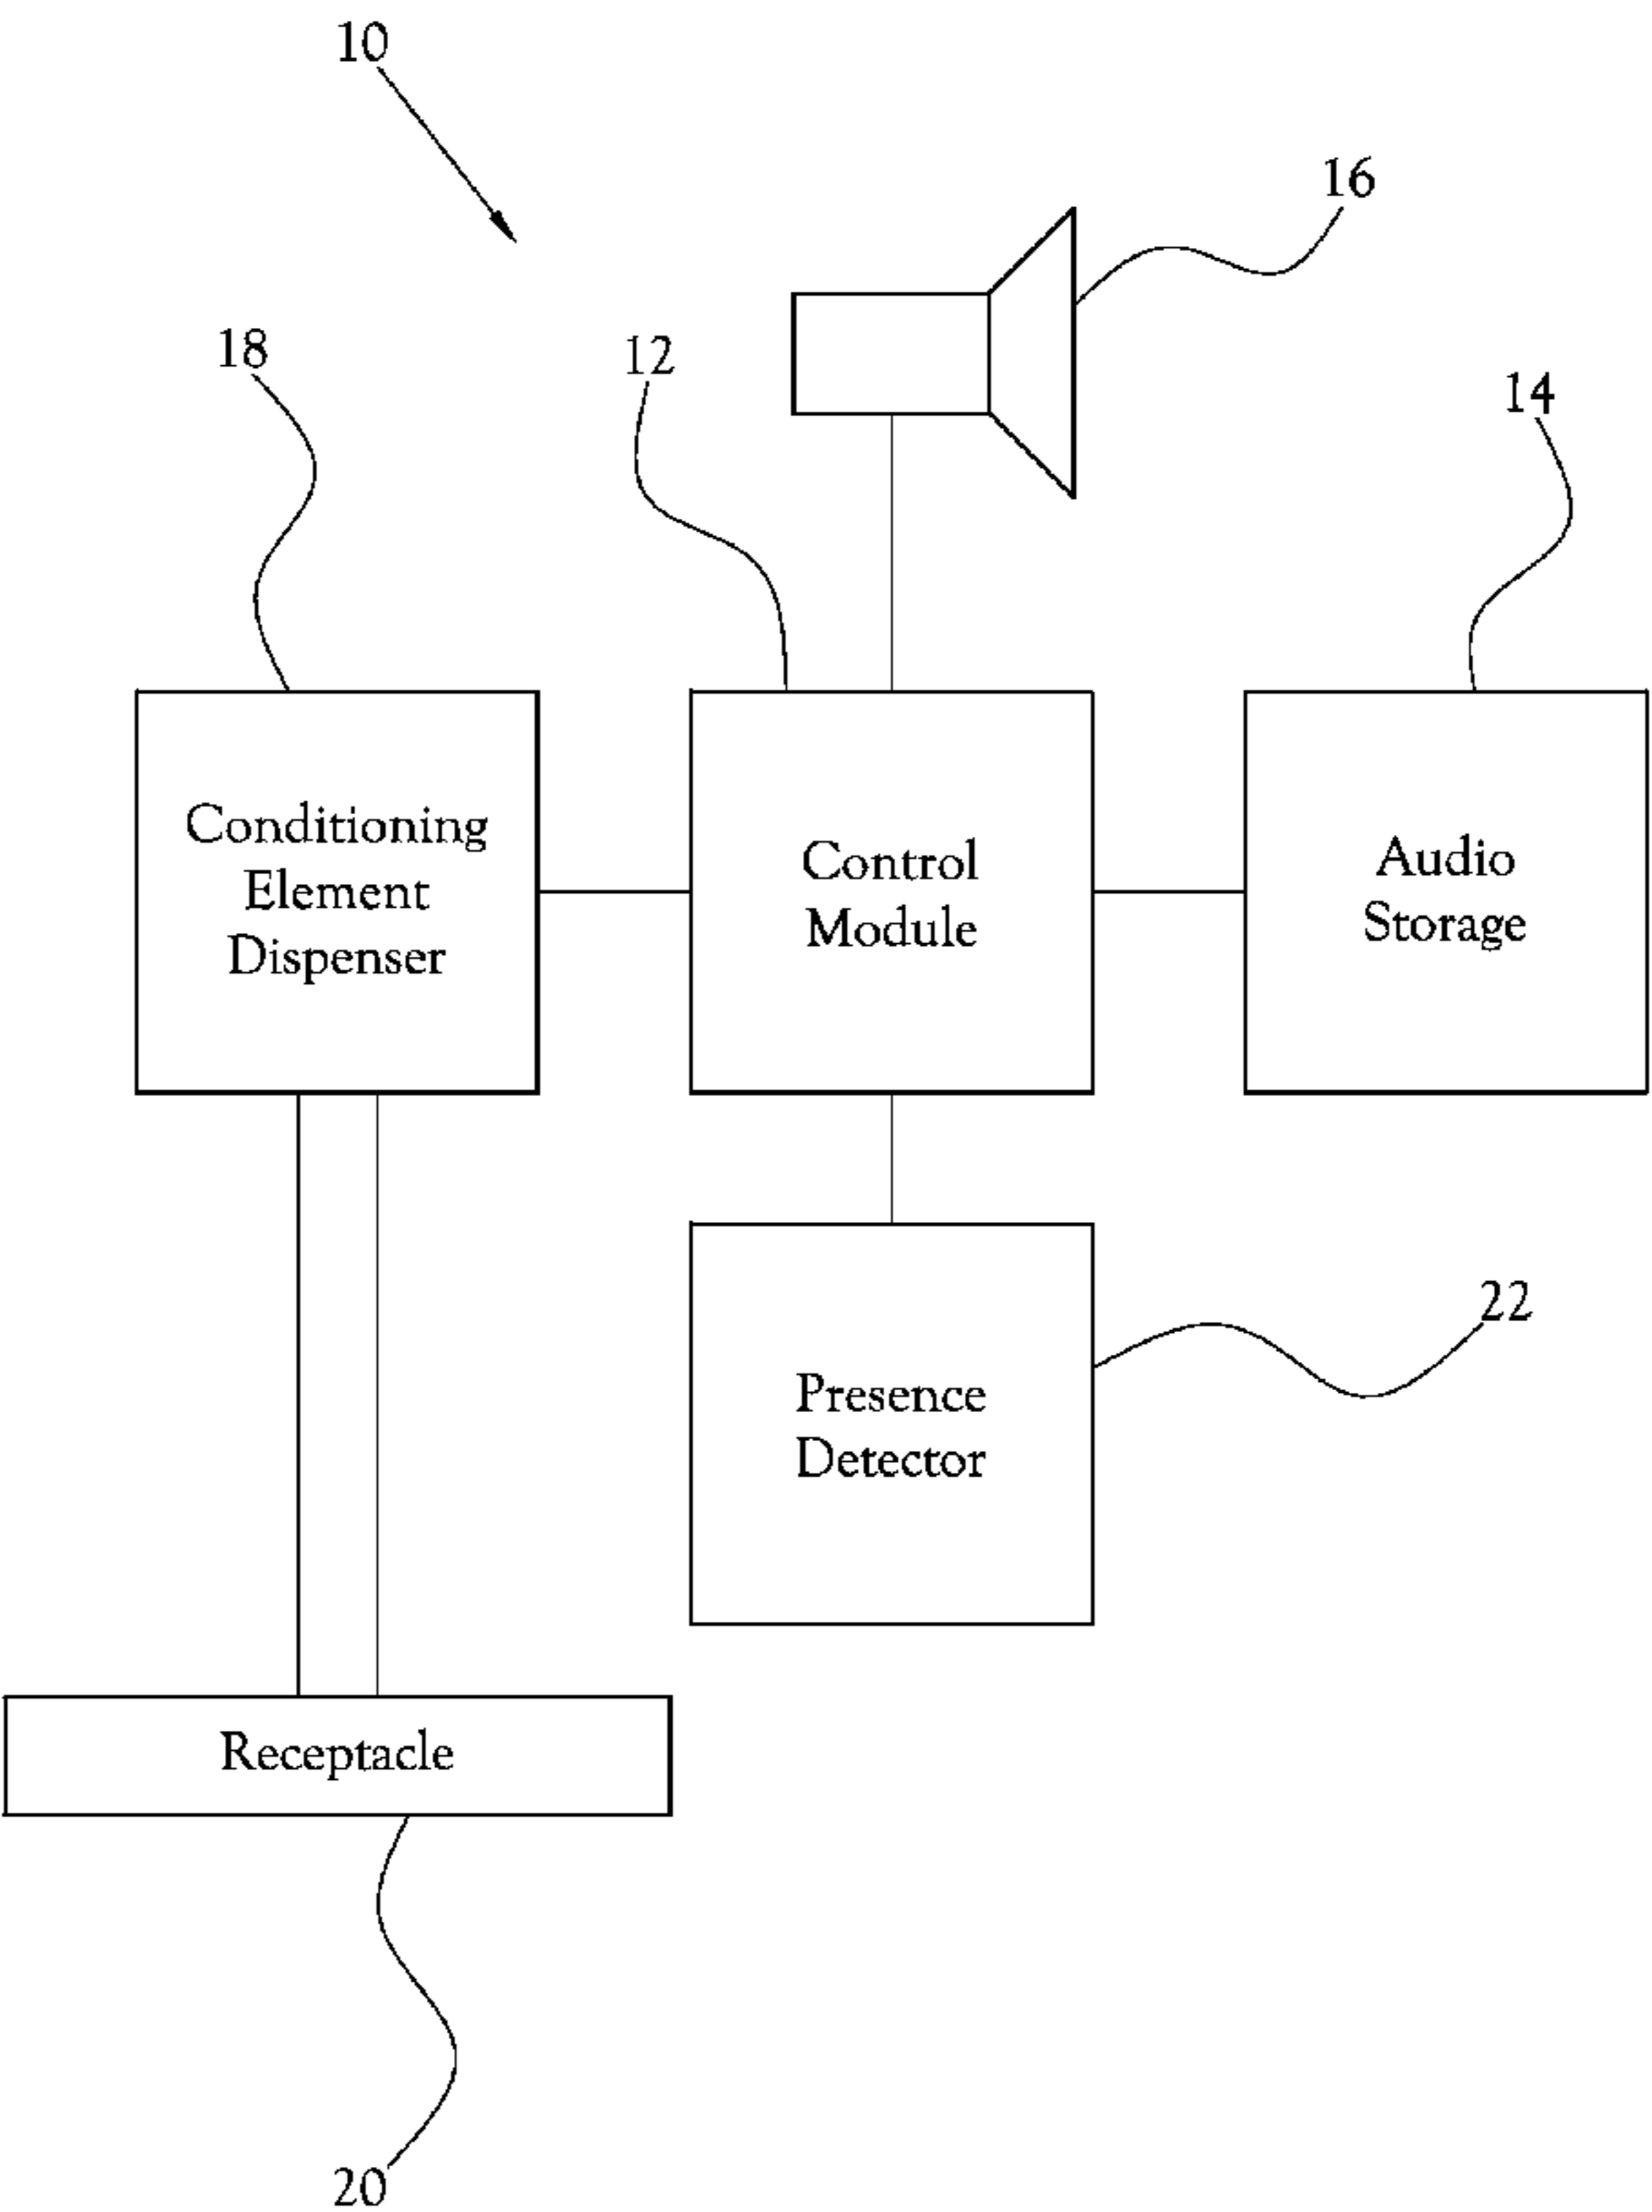 10
16
18
12
14
Conditioning
Element
Dispenser
Control
Module
Audio
Storage
22
Presence
Detector
Receptacle
20